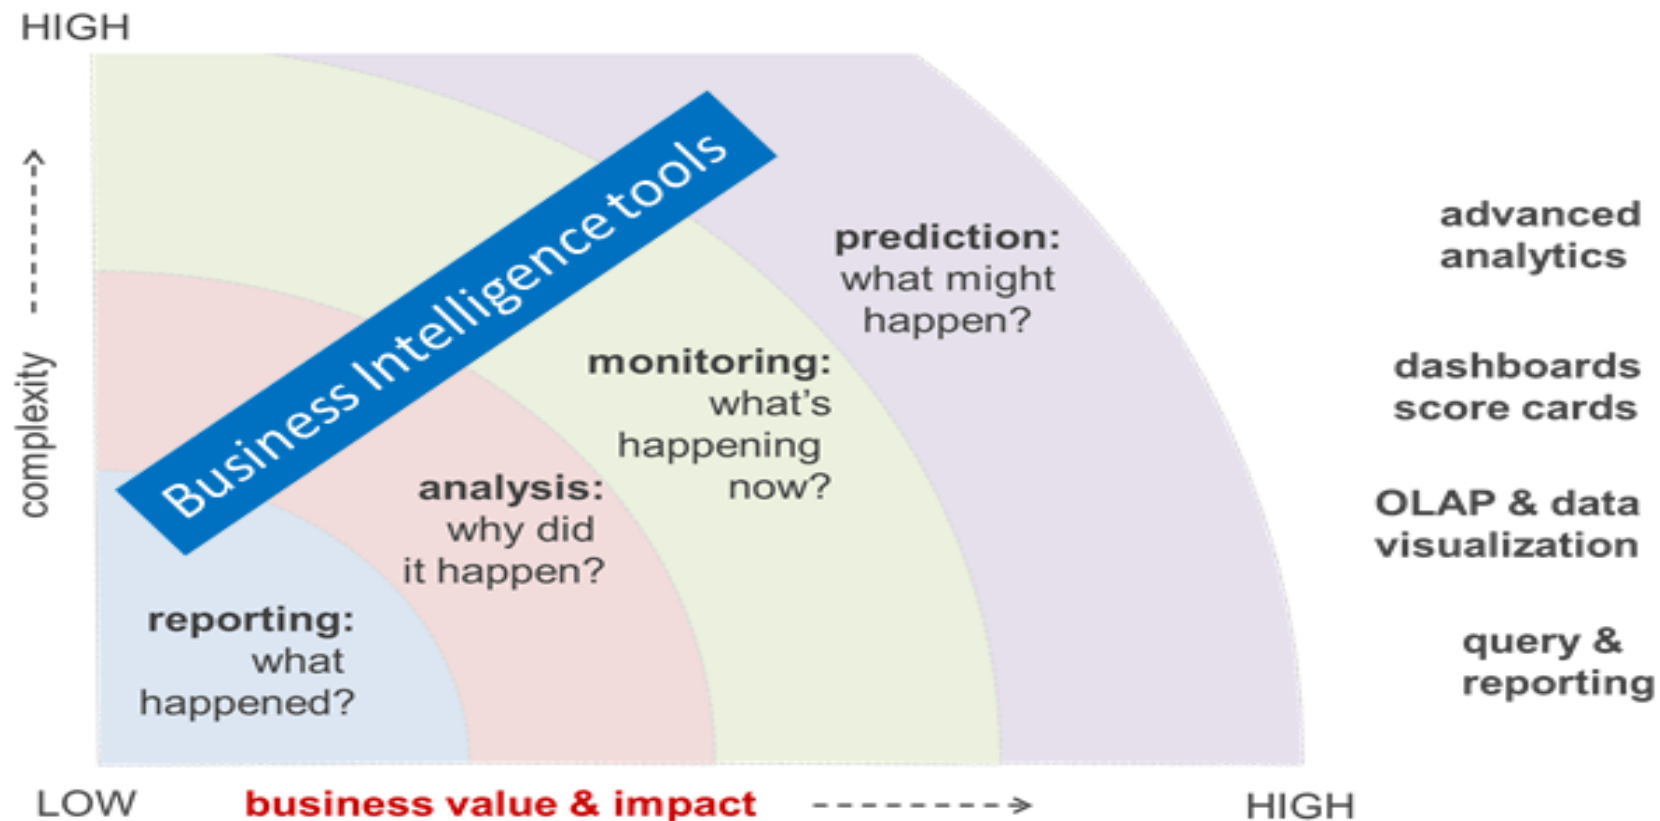 HIGH
complexity
Business Intelligence tools
prediction:
what might
happen?
monitoring:
what's
happening
now?
analysis:
why did
it happen?
reporting:
what
happened?
advanced
analytics
dashboards
score cards
OLAP & data
visualization
query &
reporting
LOW
business value & impact
HIGH